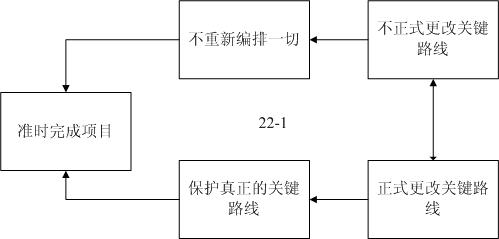 不重新编排一切
不正式更改关键
路线
准时完成项目
22-1
保护真正的关键
路线
正式更改关键路
线